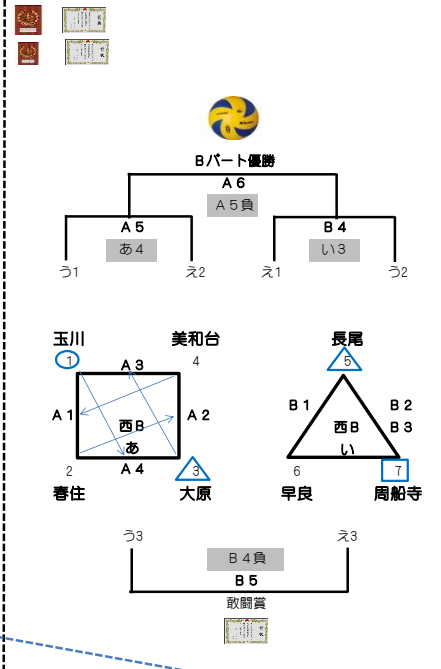 Bパート優勝
A6
A5負
A5
B4
あ4
い3
う1
え2
え1
う2
玉川
美和台
長尾
1
A3
4
5
A1
A2
B1
B2
西B
西B
B3
あ
い
2
A4
3
6
7
春住
大原
早良
周船寺
う3
え3
B4負
B5
敢闘賞